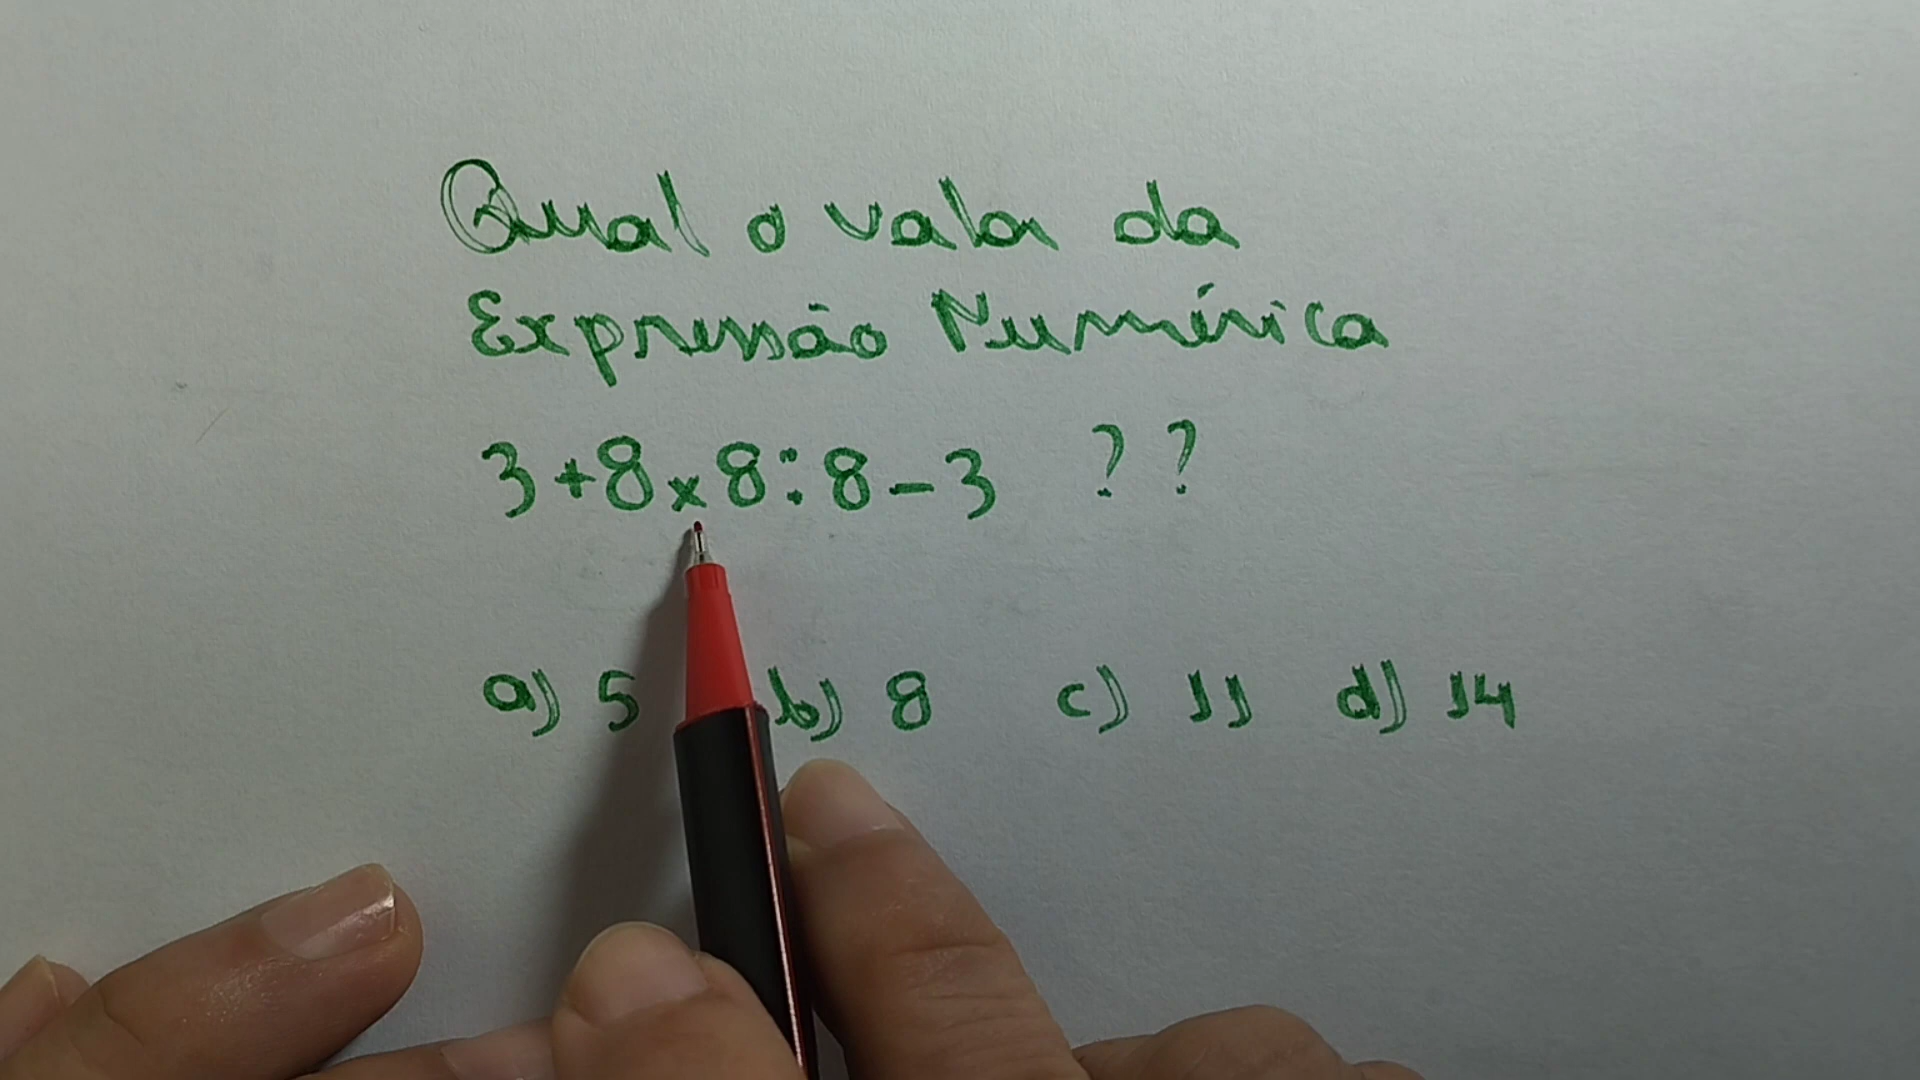 Qual o valor da
Expressão Numérica
3+8x8:8-3 ??
a) 5 b) 8 c) 11 d) 14